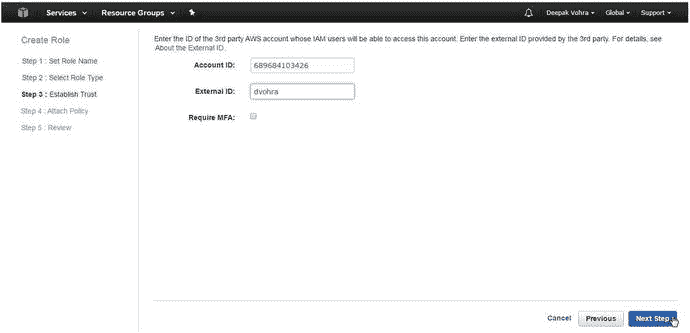 Services Resource Groups Deepak Vohra Global Support
Create Role
Step 1 : Set Role Name
Step 2 : Select Role Type
Step 3 : Establish Trust
Step 4 : Attach Policy
Step 5 : Review
Enter the ID of the 3rd party AWS account whose IAM users will be able to access this account. Enter the external ID provided by the 3rd party. For details, see
About the External ID.
Account ID: 689684103426
External ID: dvohra
Require MFA:
Cancel Previous Next Step